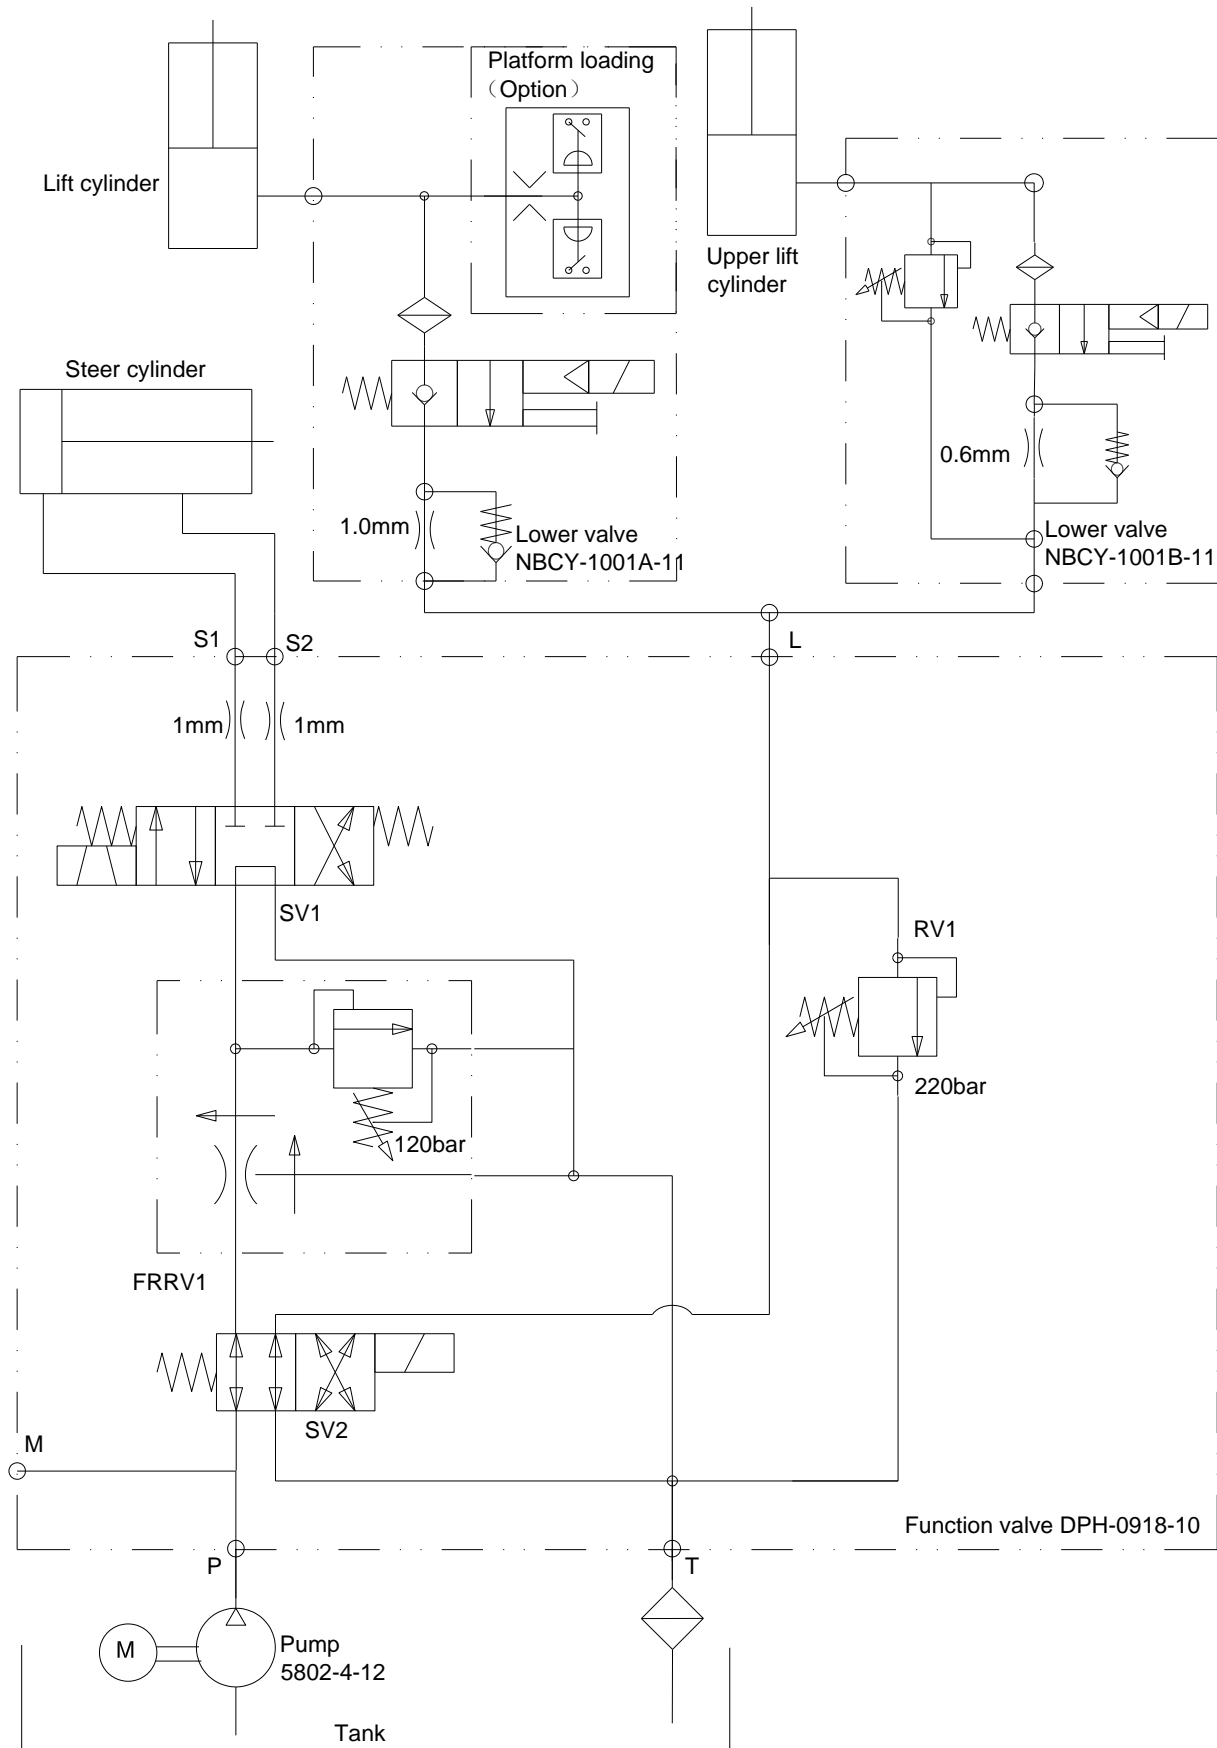 Platform loading
（Option）
Lift cylinder
Upper lift
cylinder
Steer cylinder
0.6mm
1.0mm
Lower valve
NBCY-1001A-11
Lower valve
NBCY-1001B-11
S1
S2
L
1mm
1mm
SV1
RV1
220bar
120bar
FRRV1
SV2
M
Function valve DPH-0918-10
P
T
M
Pump
5802-4-12
Tank